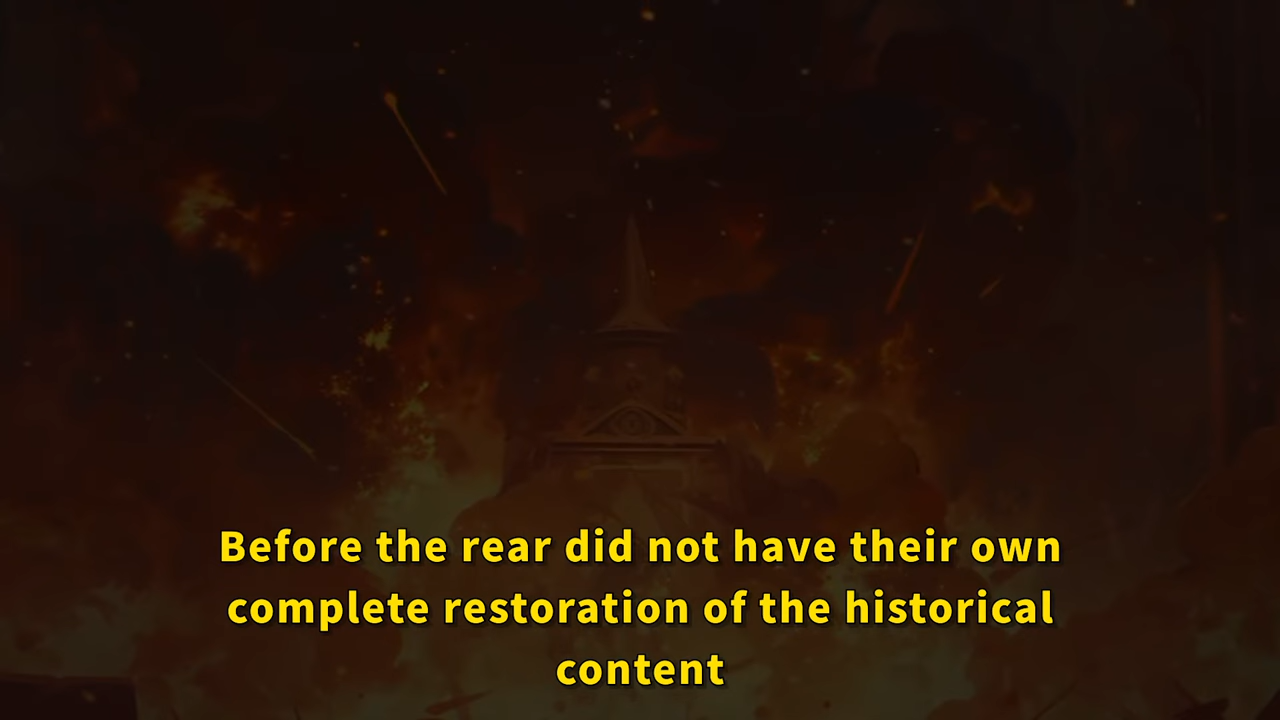 Before the rear did not have their own
complete restoration of the historical
content